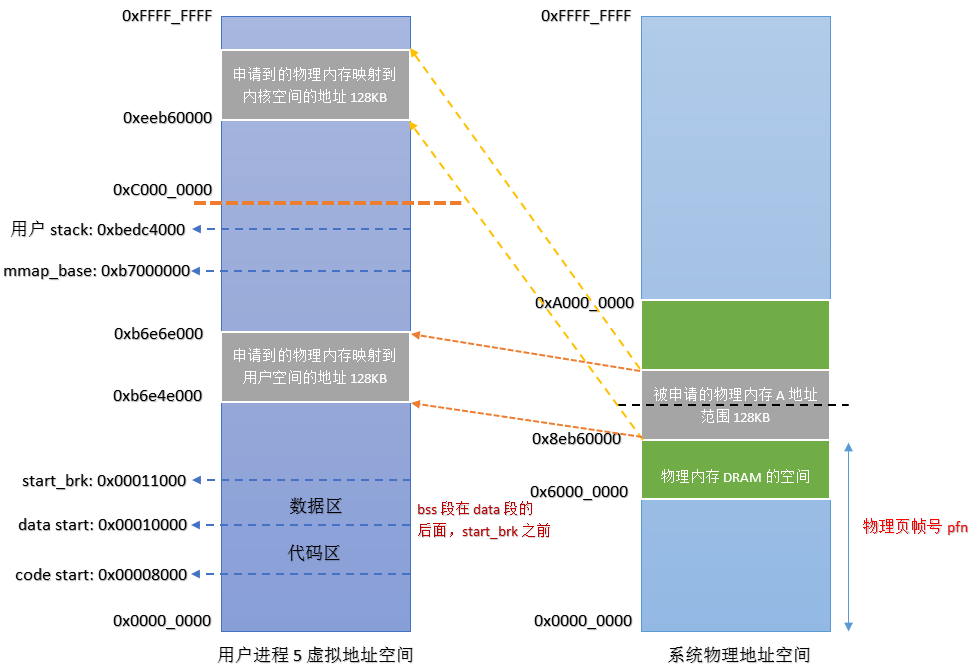 0xFFFF_FFFF
申请到的物理内存映射到
内核空间的地址 128KB
0xeeb60000
0xC000_0000
用户 stack: 0xbedc4000
mmap_base: 0xb7000000
0xb6e6e000
申请到的物理内存映射到
用户空间的地址 128KB
0xb6e4e000
start_brk: 0x00011000
数据区
data start: 0x00010000
代码区
code start: 0x00008000
0x0000_0000
用户进程 5 虚拟地址空间
bss 段在 data 段的
后面，start_brk 之前
0xFFFF_FFFF
0xA000_0000
被申请的物理内存 A 地址
范围 128KB
0x8eb60000
物理内存 DRAM 的空间
0x6000_0000
物理页帧号 pfn
0x0000_0000
系统物理地址空间